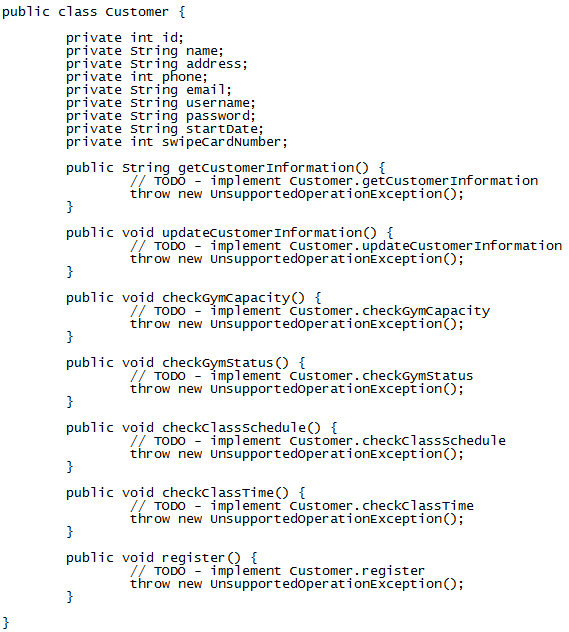 public class Customer {
private int id;
private String name;
private String address;
private int phone;
private String email;
private String username;
private String password;
private String startDate;
private int swipeCardNumber;
public String getCustomerInformation() {
// TODO - implement Customer.getCustomerInformation
throw new UnsupportedOperationException();
}
public void updateCustomerInformation() {
// TODO - implement Customer.updateCustomerInformation
throw new UnsupportedOperationException();
}
public void checkGymCapacity() {
// TODO - implement Customer.checkGymCapacity
throw new UnsupportedOperationException();
}
public void checkGymStatus() {
// TODO - implement Customer.checkGymStatus
throw new UnsupportedOperationException();
}
public void checkClassSchedule() {
// TODO - implement Customer.checkClassSchedule
throw new UnsupportedOperationException();
}
public void checkClassTime() {
// TODO - implement Customer.checkClassTime
throw new UnsupportedOperationException();
}
public void register() {
// TODO - implement Customer.register
throw new UnsupportedOperationException();
}
}